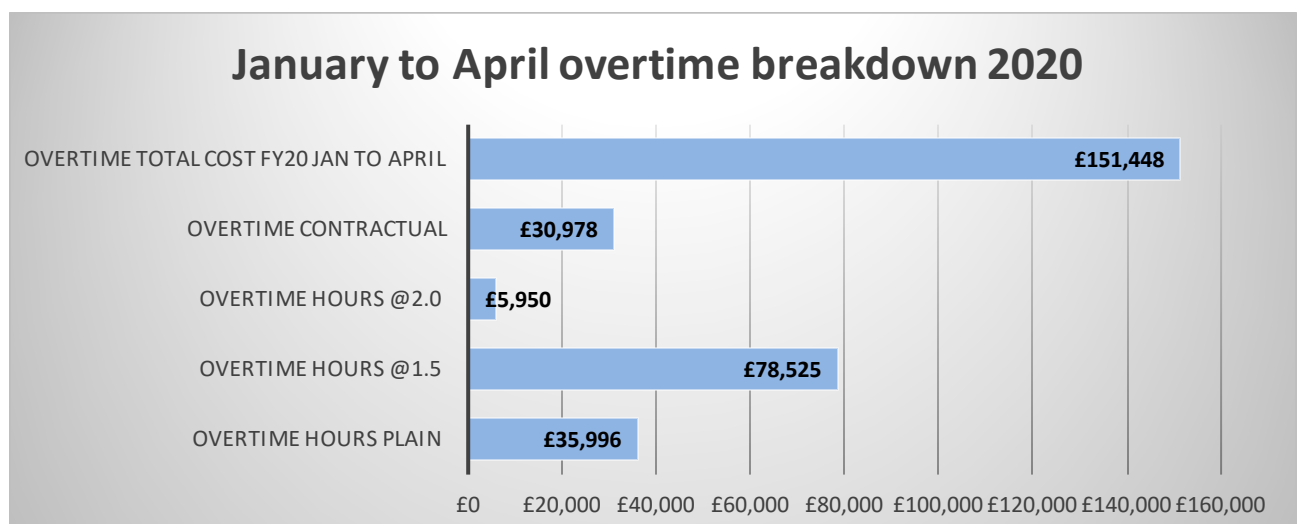 January to April overtime breakdown 2020
OVERTIME TOTAL COST FY20 JAN TO APRIL
£151,448
OVERTIME CONTRACTUAL
£30,978
OVERTIME HOURS @2.0
£5,950
OVERTIME HOURS @1.5
£78,525
OVERTIME HOURS PLAIN
£35,996
£0 £20,000 £40,000 £60,000 £80,000 £100,000 £120,000 £140,000 £160,000